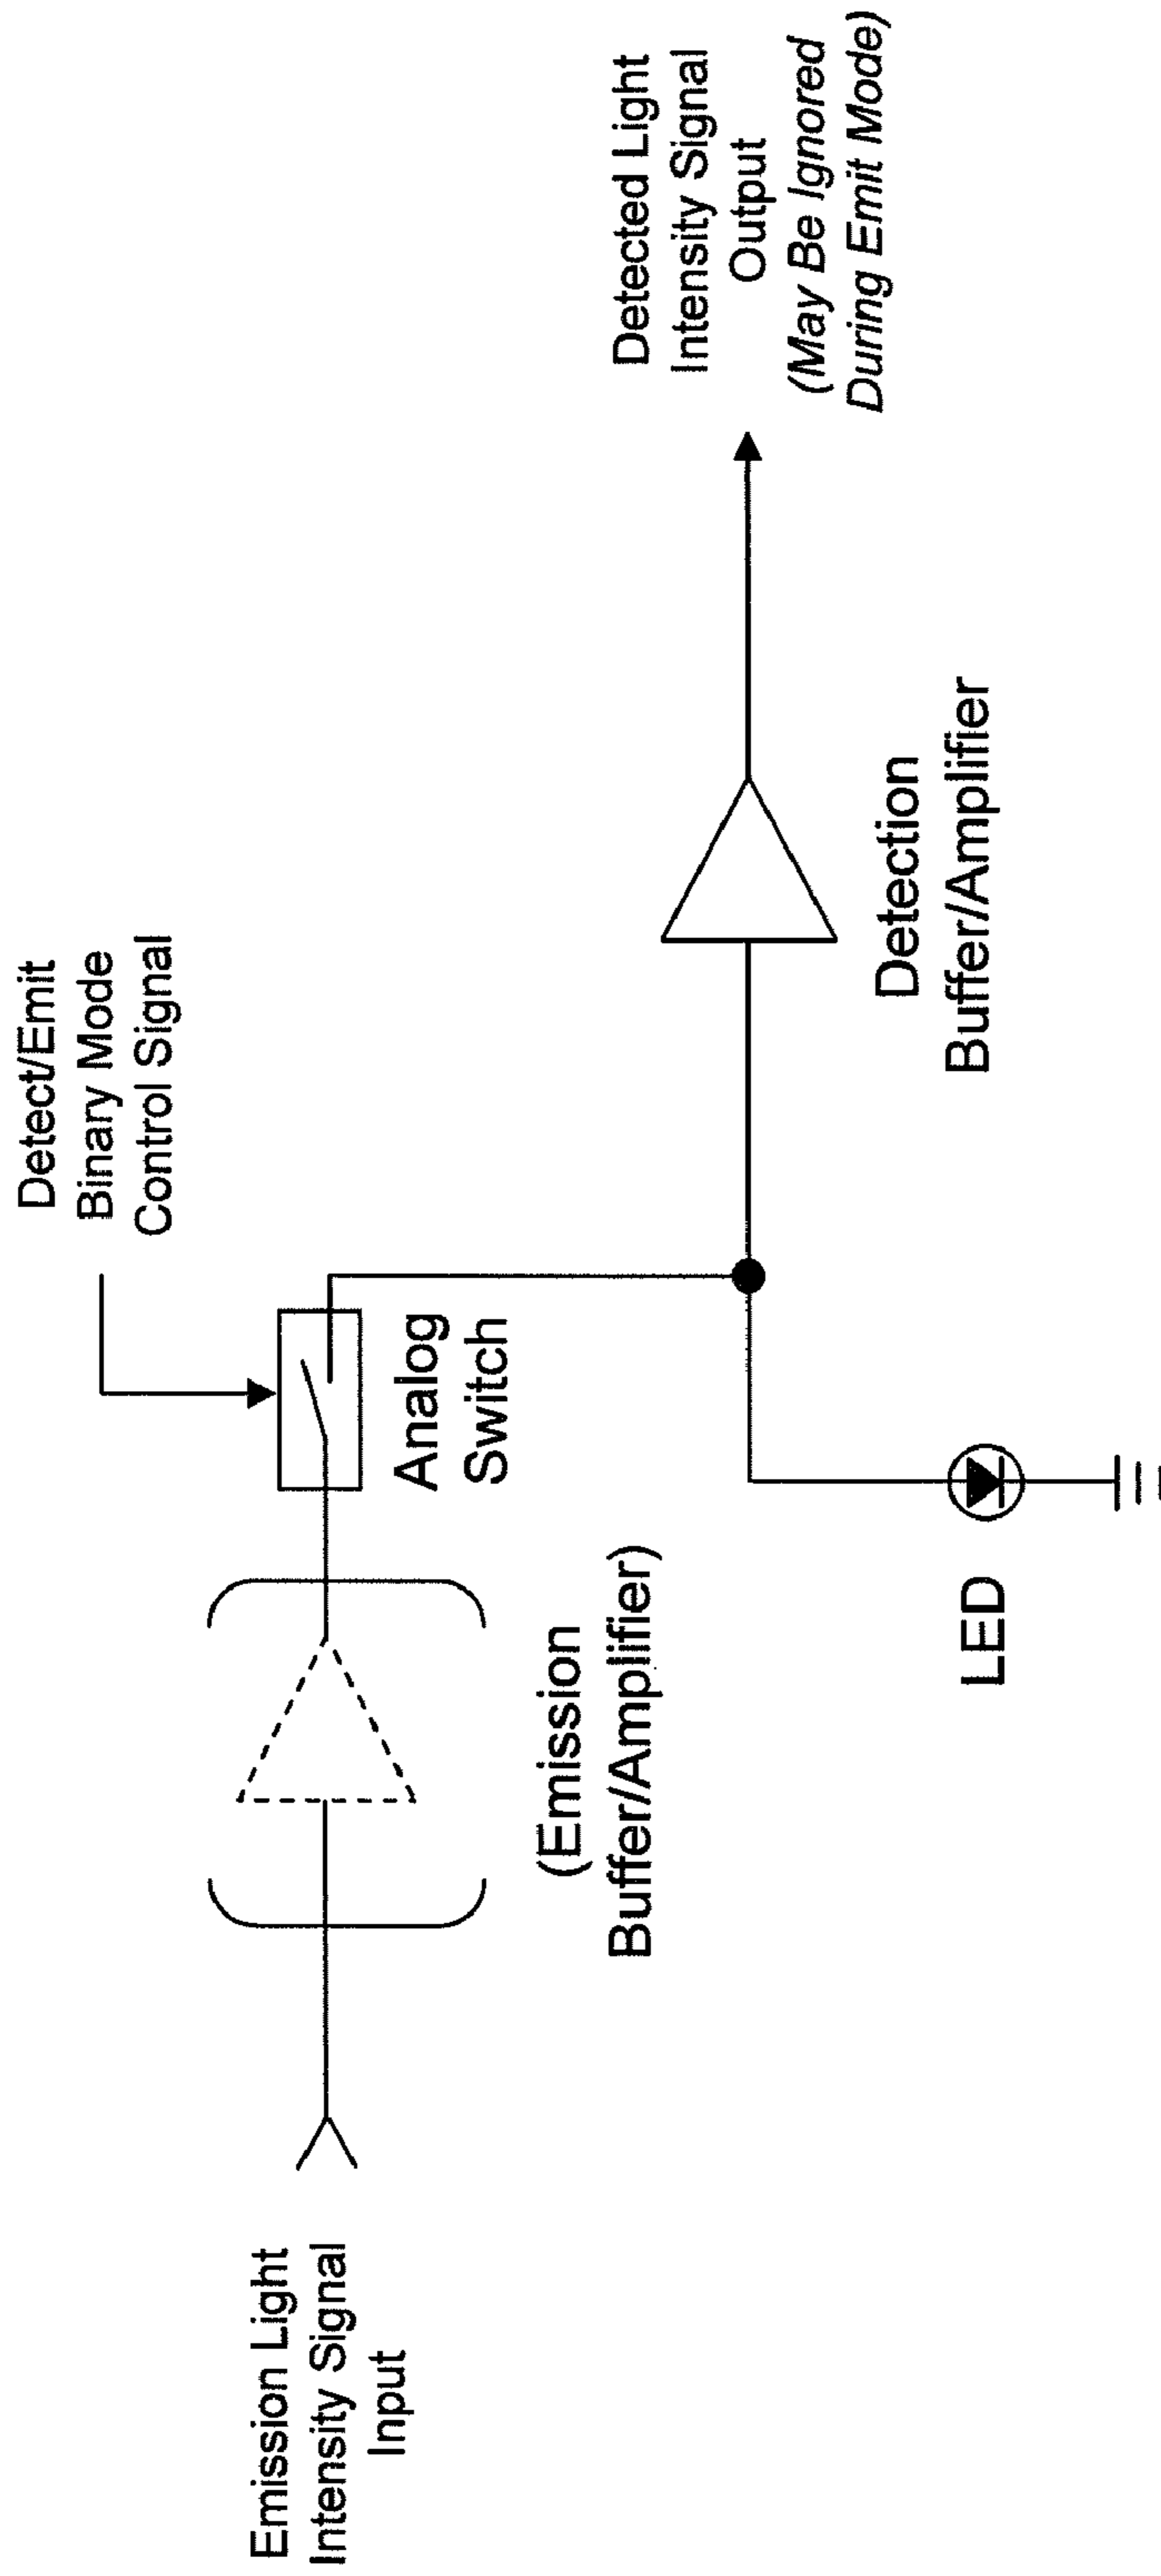 Detect/Emit
Binary Mode
Control Signal
Emission Light
Intensity Signal
Input
(Emission
Buffer/Amplifier)
Analog
Switch
Detected Light
Intensity Signal
Output
(May Be Ignored
During Emit Mode)
Detection
Buffer/Amplifier
LED